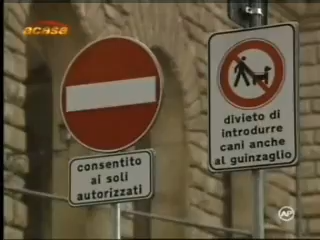 acasa
consentito
ai soli
autorizzati
divieto di
introdurre
cani anche
al guinzaglio
AP